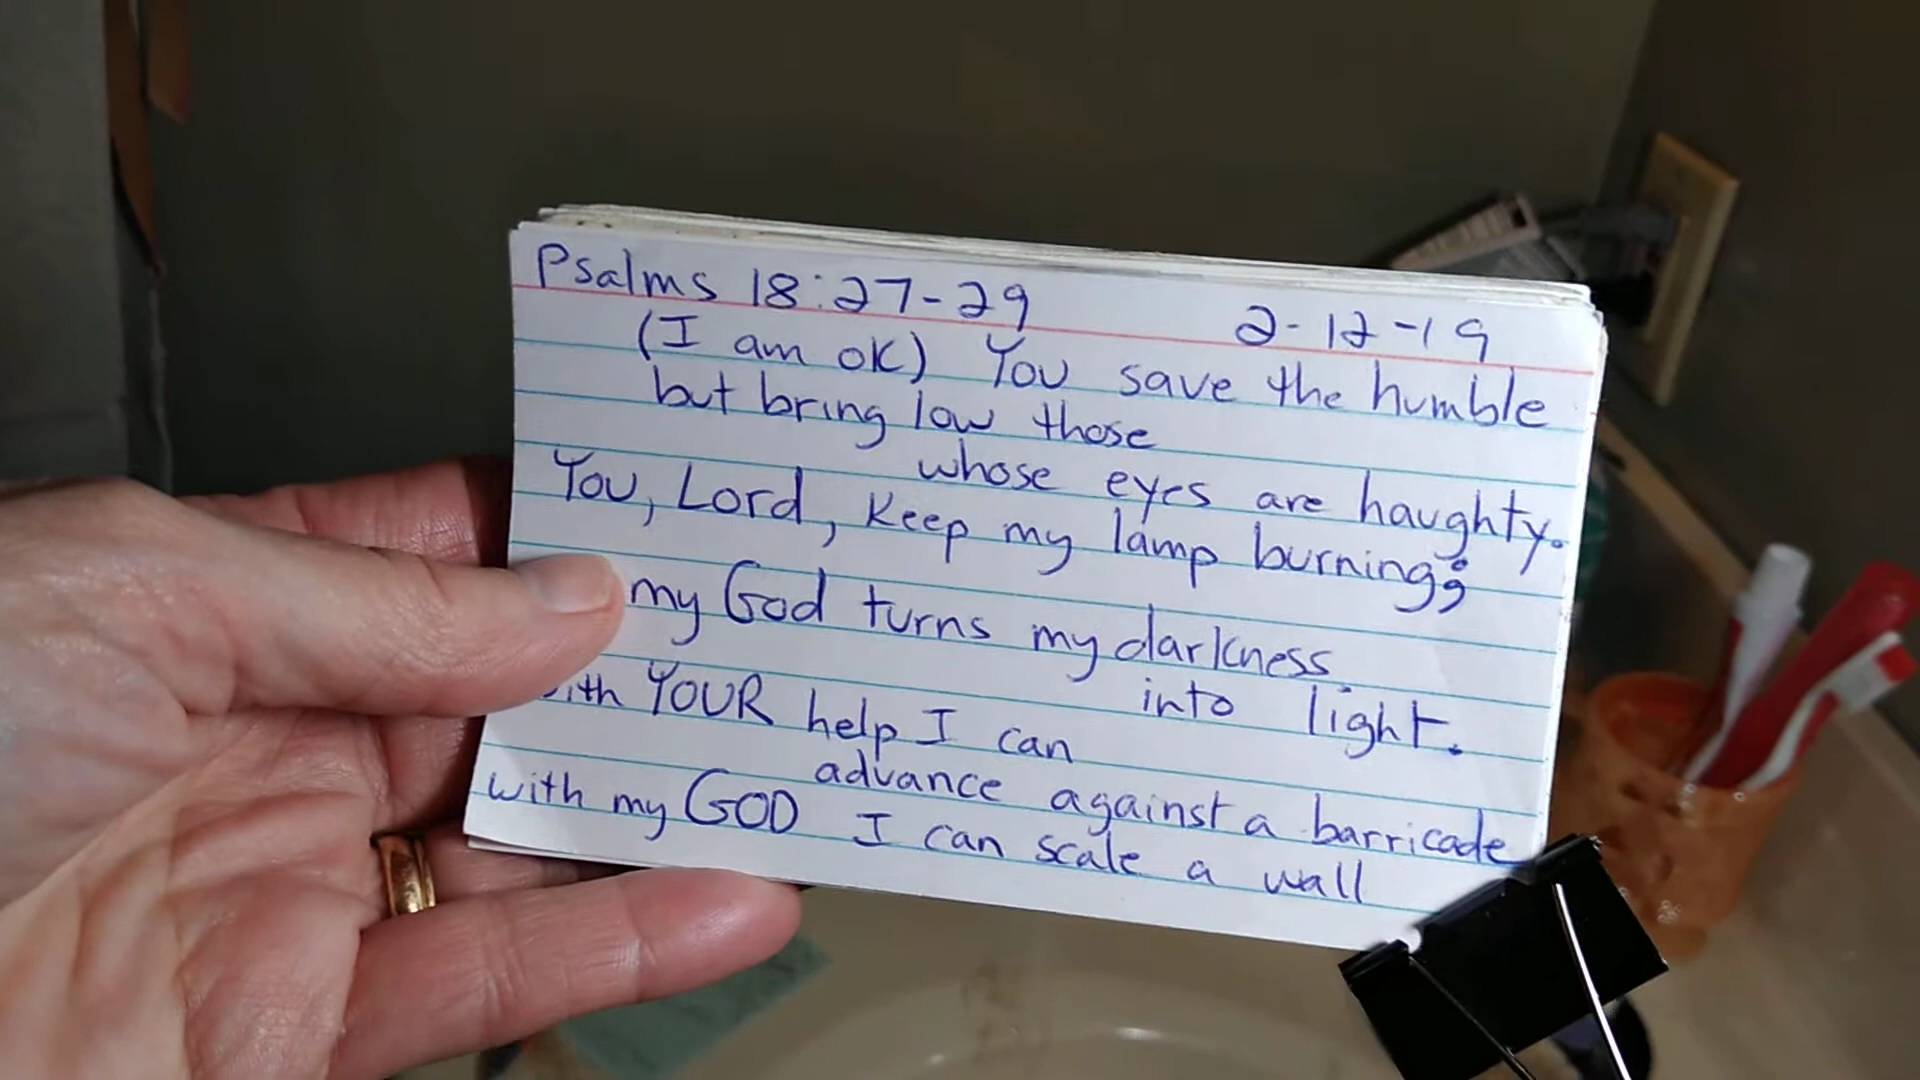 Psalms 18:27-29 2-12-19
(I am OK) You save the humble
but bring low those
whose eyes are haughty.
You, Lord, keep my lamp burning;
my God turns my darkness
into light.
with YOUR help I can
advance against a barricade
with my GOD I can scale a wall